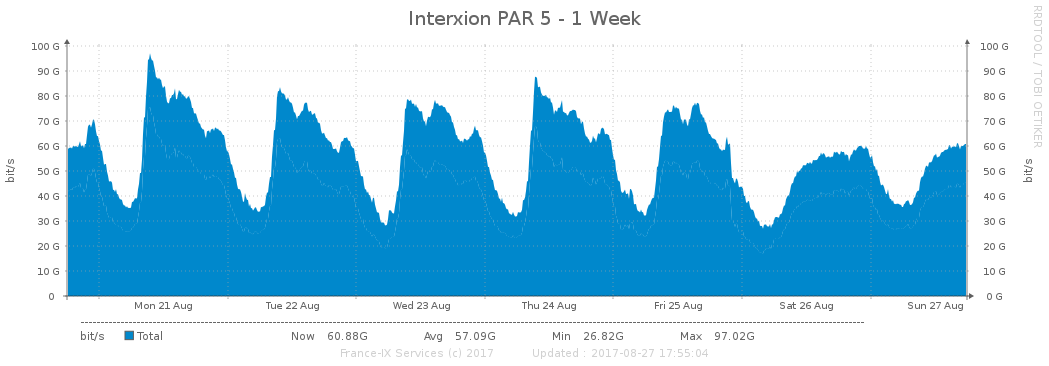 Interxion PAR 5 - 1 Week
RRDTOOL / TOBI OETIKER
bit/s
bit/s
100 G 100 G
90 G 90 G
80 G 80 G
70 G 70 G
60 G 60 G
50 G 50 G
40 G 40 G
30 G 30 G
20 G 20 G
10 G 10 G
0 0 G
Mon 21 Aug Tue 22 Aug Wed 23 Aug Thu 24 Aug Fri 25 Aug Sat 26 Aug Sun 27 Aug
bit/s Total Now 60.88G Avg 57.09G Min 26.82G Max 97.02G
France-IX Services (c) 2017 Updated : 2017-08-27 17:55:04